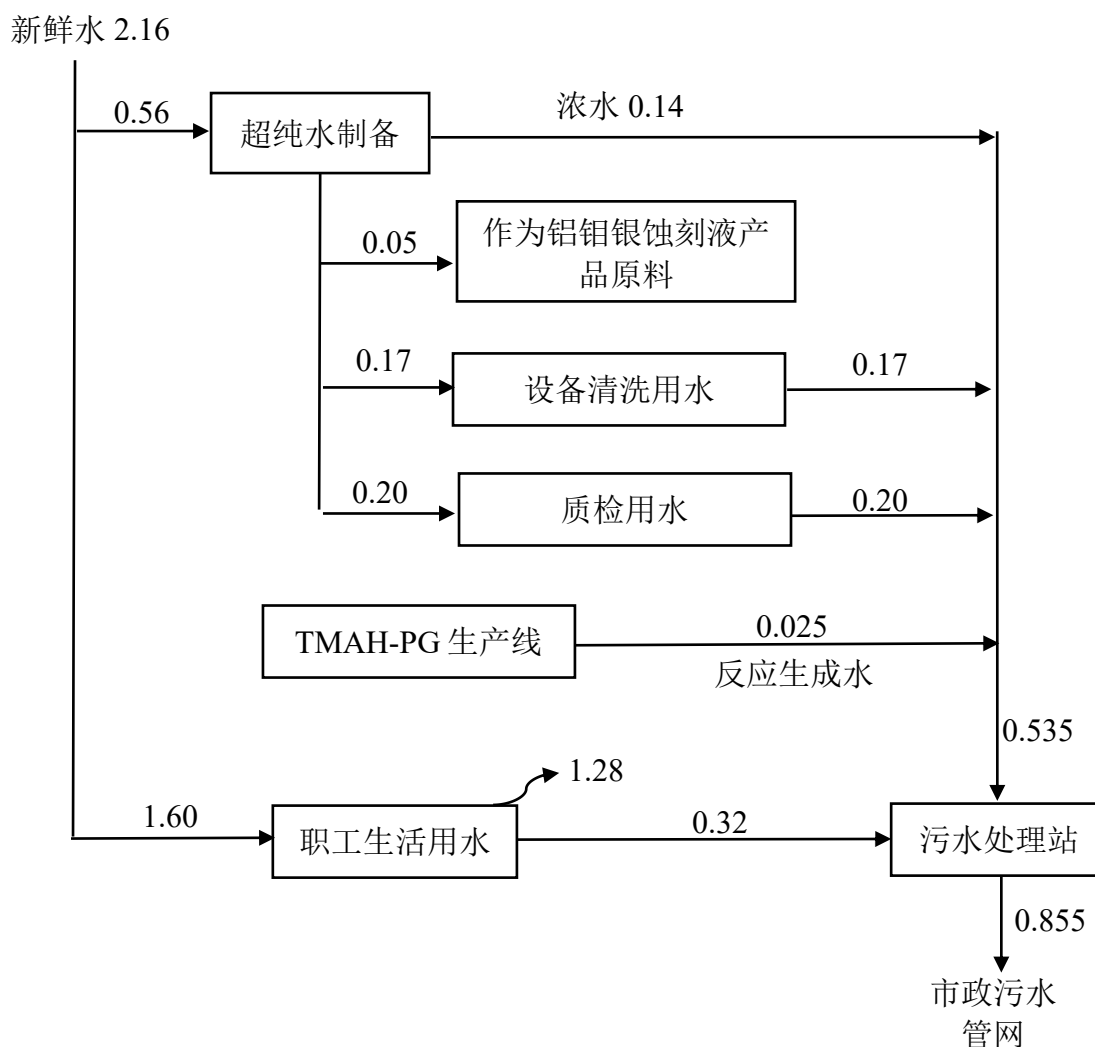 新鲜水 2.16
0.56
超纯水制备
浓水 0.14
0.05
作为铝钼银蚀刻液产
品原料
0.17
设备清洗用水
0.17
0.20
质检用水
0.20
TMAH-PG 生产线
0.025
反应生成水
0.535
1.28
1.60
职工生活用水
0.32
污水处理站
0.855
市政污水
管网